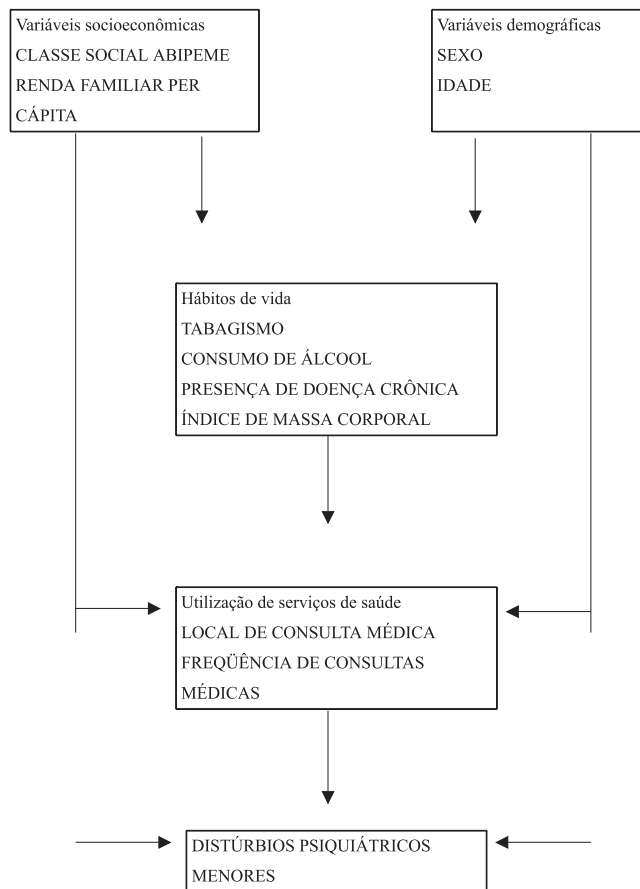 Variáveis socioeconômicas
CLASSE SOCIAL ABIPEME
RENDA FAMILIAR PER
CÁPITA
Variáveis demográficas
SEXO
IDADE
Hábitos de vida
TABAGISMO
CONSUMO DE ÁLCOOL
PRESENÇA DE DOENÇA CRÔNICA
ÍNDICE DE MASSA CORPORAL
Utilização de serviços de saúde
LOCAL DE CONSULTA MÉDICA
FREQÜÊNCIA DE CONSULTAS
MÉDICAS
DISTÚRBIOS PSIQUIÁTRICOS
MENORES